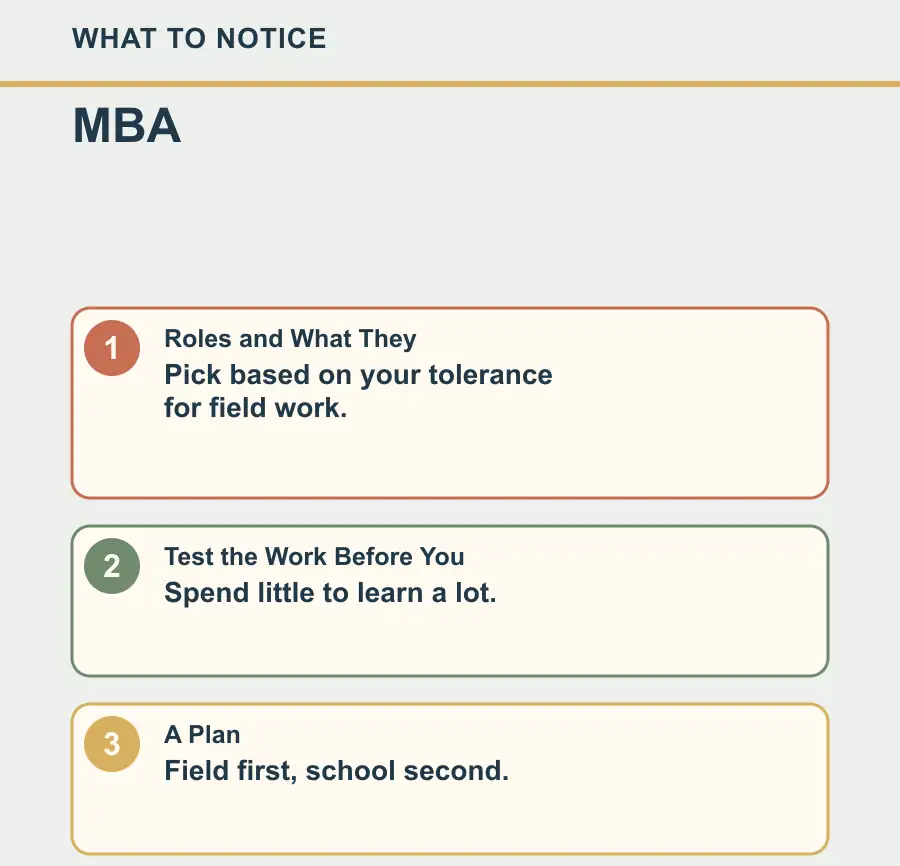 WHAT TO NOTICE
MBA
1
Roles and What They
Pick based on your tolerance
for field work.
2
Test the Work Before You
Spend little to learn a lot.
3
A Plan
Field first, school second.